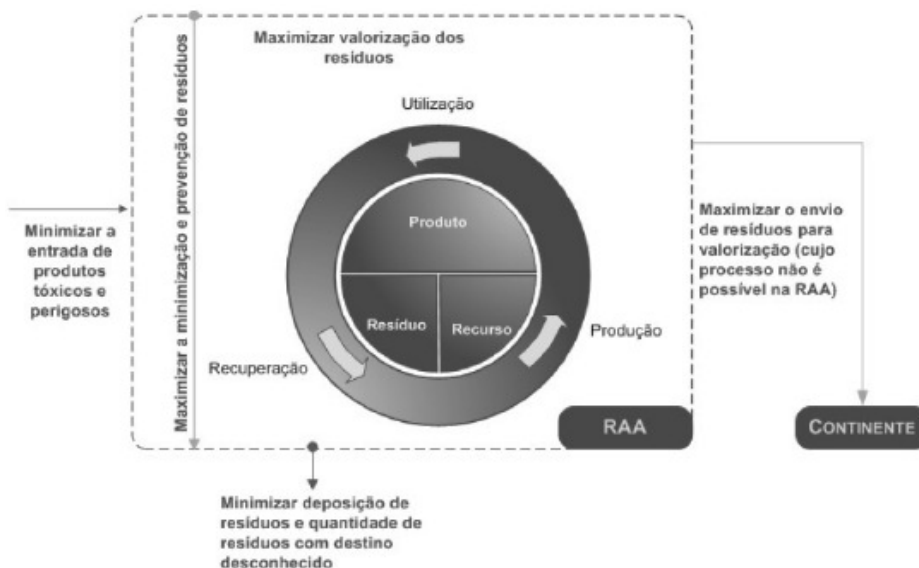 Maximizar valorização dos
resíduos
Maximizar a minimização e prevenção de resíduos
Utilização
Minimizar a
entrada de
produtos
tóxicos e
perigosos
Produto
Resíduo
Recurso
Recuperação
Produção
Maximizar o envio
de resíduos para
valorização (cujo
processo não é
possível na RAA)
RAA
CONTINENTE
Minimizar deposição de
resíduos e quantidade de
resíduos com destino
desconhecido